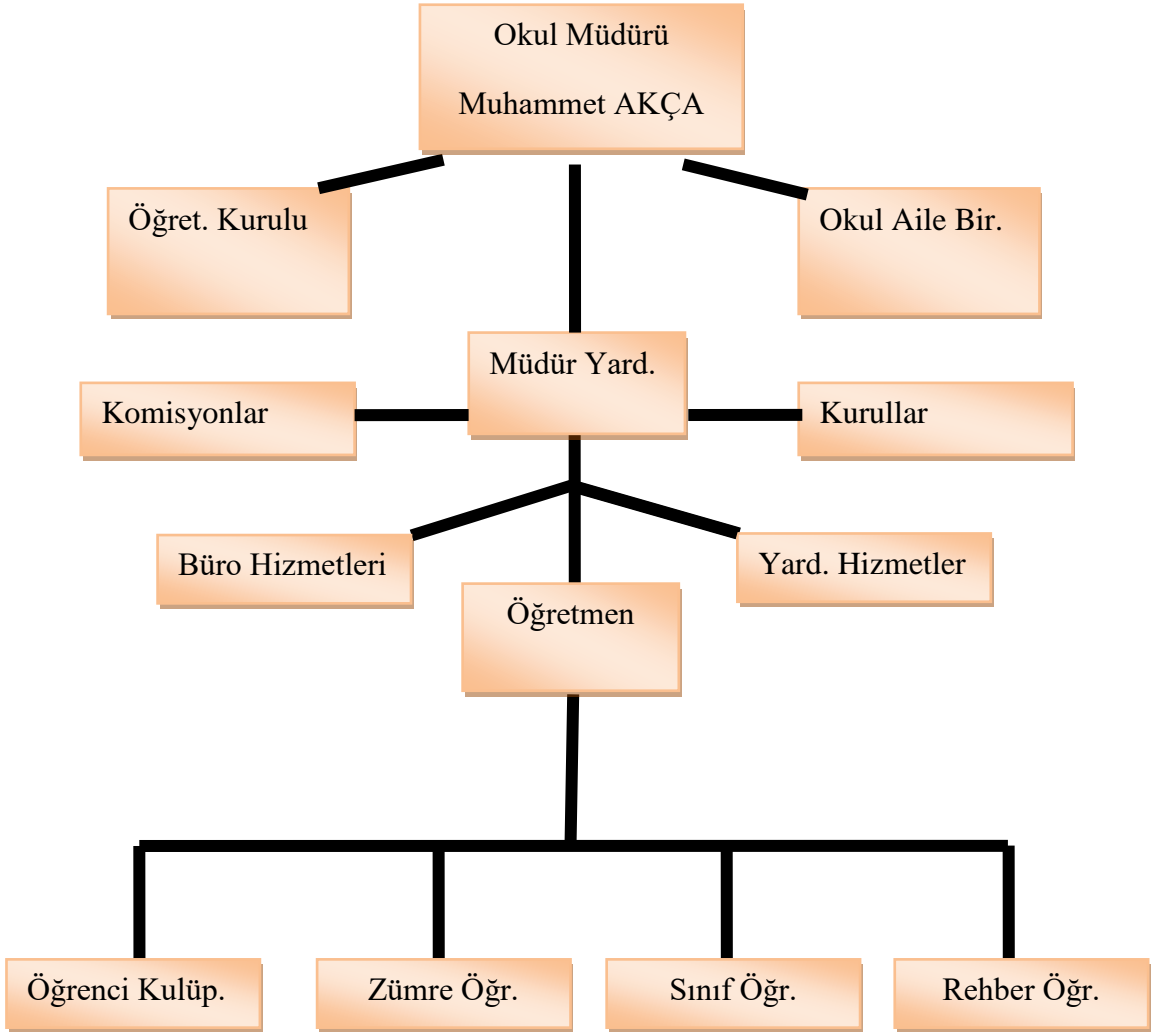 Okul Müdürü
Muhammet AKÇA
Öğret. Kurulu
Okul Aile Bir.
Müdür Yard.
Komisyonlar
Kurullar
Büro Hizmetleri
Yard. Hizmetler
Öğretmen
Öğrenci Kulüp.
Zümre Öğr.
Sınıf Öğr.
Rehber Öğr.